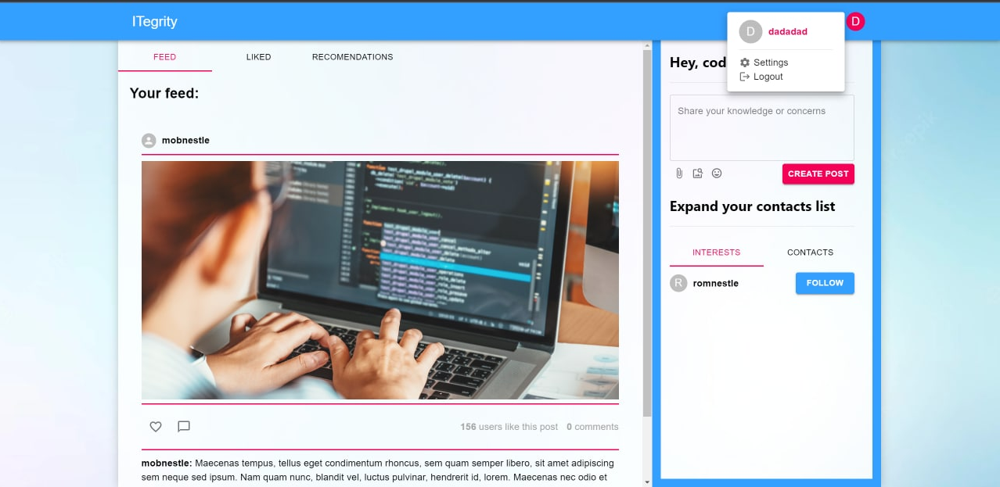 ITegrity
D
D
dadadad
Settings
Logout
FEED
LIKED
RECOMENDATIONS
Your feed:
mobnestle
156 users like this post
0 comments
mobnestle: Maecenas tempus, tellus eget condimentum rhoncus, sem quam semper libero, sit amet adipiscing
sem neque sed ipsum. Nam quam nunc, blandit vel, luctus pulvinar, hendrerit id, lorem. Maecenas nec odio et
Hey, cod
Share your knowledge or concerns
CREATE POST
Expand your contacts list
INTERESTS
CONTACTS
R
romnestle
FOLLOW